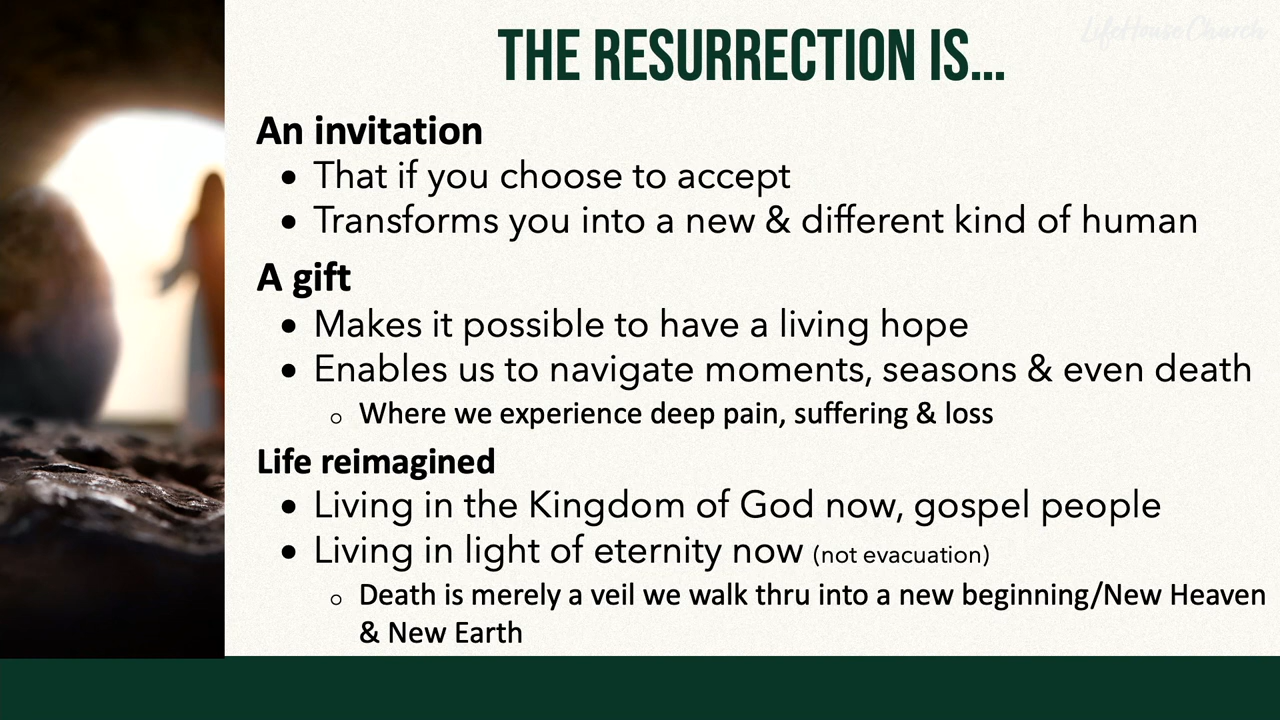 LifeHouse Church
THE RESURRECTION IS...
An invitation
• That if you choose to accept
• Transforms you into a new & different kind of human
A gift
• Makes it possible to have a living hope
• Enables us to navigate moments, seasons & even death
o Where we experience deep pain, suffering & loss
Life reimagined
• Living in the Kingdom of God now, gospel people
• Living in light of eternity now (not evacuation)
o Death is merely a veil we walk thru into a new beginning/New Heaven
& New Earth